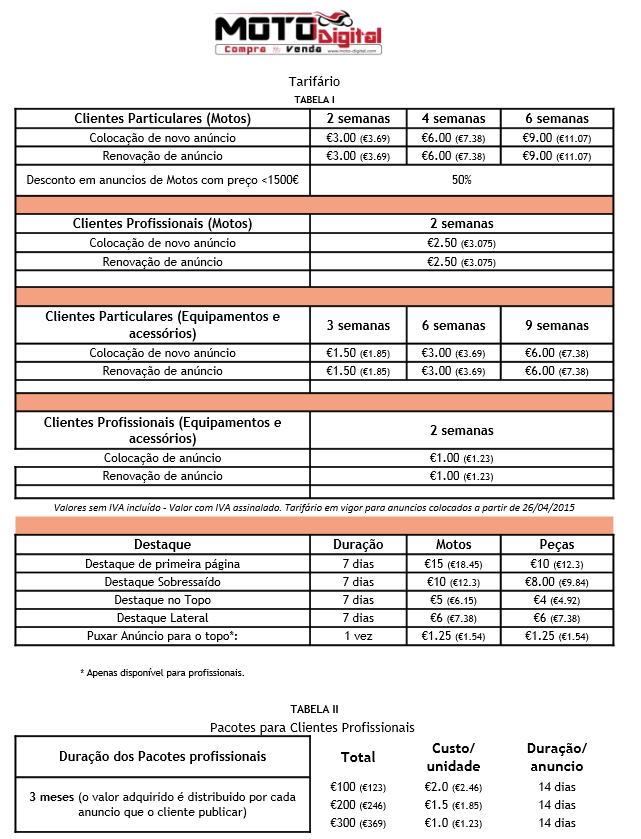 MOTO Digital
Compra Venda www.moto-digital.com
Tarifário
TABELA I
Clientes Particulares (Motos) 2 semanas 4 semanas 6 semanas
Colocação de novo anúncio €3.00 (€3.69) €6.00 (€7.38) €9.00 (€11.07)
Renovação de anúncio €3.00 (€3.69) €6.00 (€7.38) €9.00 (€11.07)
Desconto em anuncios de Motos com preço <1500€ 50%
Clientes Profissionais (Motos) 2 semanas
Colocação de novo anúncio €2.50 (€3.075)
Renovação de anúncio €2.50 (€3.075)
Clientes Particulares (Equipamentos e
acessórios) 3 semanas 6 semanas 9 semanas
Colocação de novo anúncio €1.50 (€1.85) €3.00 (€3.69) €6.00 (€7.38)
Renovação de anúncio €1.50 (€1.85) €3.00 (€3.69) €6.00 (€7.38)
Clientes Profissionais (Equipamentos e
acessórios) 2 semanas
Colocação de anúncio €1.00 (€1.23)
Renovação de anúncio €1.00 (€1.23)
Valores sem IVA incluído - Valor com IVA assinalado. Tarifário em vigor para anuncios colocados a partir de 26/04/2015
Destaque Duração Motos Peças
Destaque de primeira página 7 dias €15 (€18.45) €10 (€12.3)
Destaque Sobressaído 7 dias €10 (€12.3) €8.00 (€9.84)
Destaque no Topo 7 dias €5 (€6.15) €4 (€4.92)
Destaque Lateral 7 dias €6 (€7.38) €6 (€7.38)
Puxar Anúncio para o topo*: 1 vez €1.25 (€1.54) €1.25 (€1.54)
* Apenas disponível para profissionais.
TABELA II
Pacotes para Clientes Profissionais
Duração dos Pacotes profissionais Total Custo/ unidade Duração/ anuncio
3 meses (o valor adquirido é distribuido por cada
anuncio que o cliente publicar)
€100 (€123) €2.0 (€2.46) 14 dias
€200 (€246) €1.5 (€1.85) 14 dias
€300 (€369) €1.0 (€1.23) 14 dias